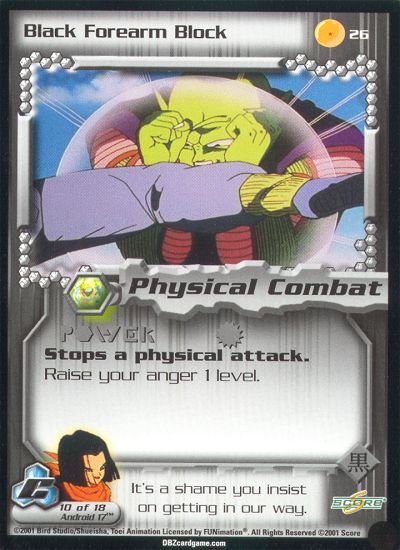 Black Forearm Block
26
Physical Combat
POWER
Stops a physical attack.
Raise your anger 1 level.
黒
It's a shame you insist
on getting in our way.
10 of 18
Android 17™
SCORE
©2001 Bird Studio/Shueisha, Toei Animation Licensed by FUNimation®. All Rights Reserved ©2001 Score
DBZcardgame.com